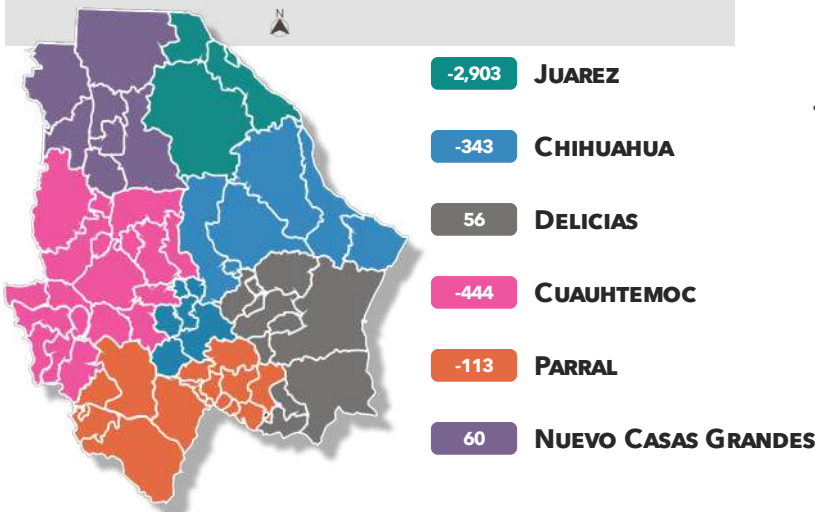 N
-2,903 JUAREZ
-343 CHIHUAHUA
56 DELICIAS
-444 CUAUHTEMOC
-113 PARRAL
60 NUEVO CASAS GRANDES